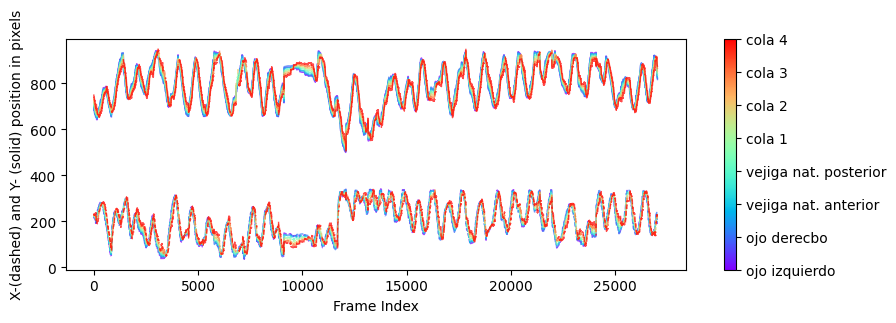 X-(dashed) and Y- (solid) position in pixels
800
600
400
200
0
0 5000 10000 15000 20000 25000
Frame Index
cola 4
cola 3
cola 2
cola 1
vejiga nat. posterior
vejiga nat. anterior
ojo derecbo
ojo izquierdo